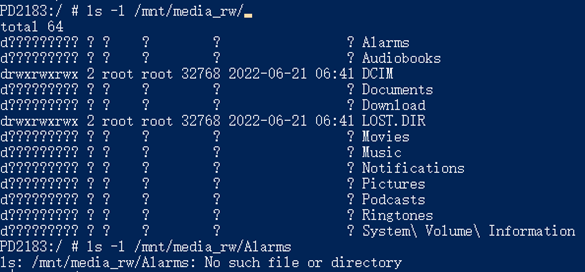 PD2183:/ # ls -l /mnt/media_rw/_
total 64
d????????? ? ?    ?        ?                ? Alarms
d????????? ? ?    ?        ?                ? Audiobooks
drwxrwxrwx 2 root root 32768 2022-06-21 06:41 DCIM
d????????? ? ?    ?        ?                ? Documents
d????????? ? ?    ?        ?                ? Download
drwxrwxrwx 2 root root 32768 2022-06-21 06:41 LOST.DIR
d????????? ? ?    ?        ?                ? Movies
d????????? ? ?    ?        ?                ? Music
d????????? ? ?    ?        ?                ? Notifications
d????????? ? ?    ?        ?                ? Pictures
d????????? ? ?    ?        ?                ? Podcasts
d????????? ? ?    ?        ?                ? Ringtones
d????????? ? ?    ?        ?                ? System\ Volume\ Information
PD2183:/ # ls -l /mnt/media_rw/Alarms
ls: /mnt/media_rw/Alarms: No such file or directory